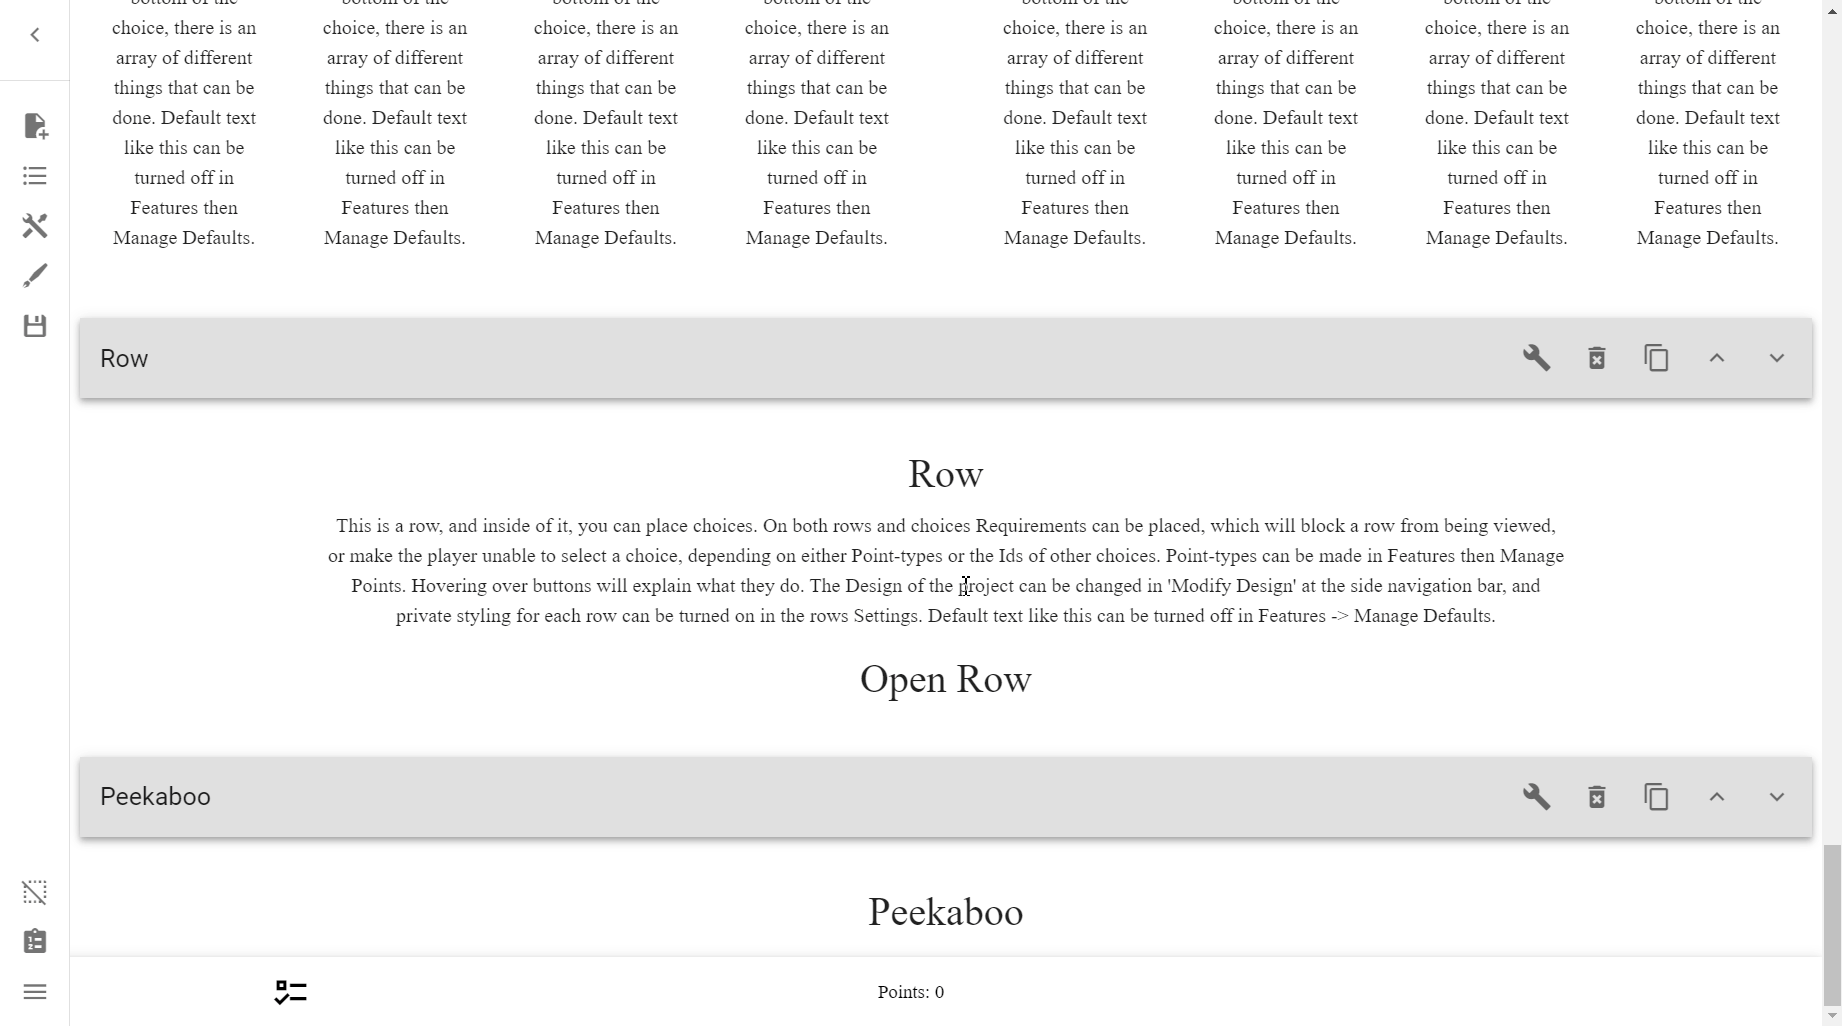 bottom of the
choice, there is an
array of different
things that can be
done. Default text
like this can be
turned off in
Features then
Manage Defaults.
bottom of the
choice, there is an
array of different
things that can be
done. Default text
like this can be
turned off in
Features then
Manage Defaults.
bottom of the
choice, there is an
array of different
things that can be
done. Default text
like this can be
turned off in
Features then
Manage Defaults.
bottom of the
choice, there is an
array of different
things that can be
done. Default text
like this can be
turned off in
Features then
Manage Defaults.
bottom of the
choice, there is an
array of different
things that can be
done. Default text
like this can be
turned off in
Features then
Manage Defaults.
bottom of the
choice, there is an
array of different
things that can be
done. Default text
like this can be
turned off in
Features then
Manage Defaults.
bottom of the
choice, there is an
array of different
things that can be
done. Default text
like this can be
turned off in
Features then
Manage Defaults.
bottom of the
choice, there is an
array of different
things that can be
done. Default text
like this can be
turned off in
Features then
Manage Defaults.
Row
Row
This is a row, and inside of it, you can place choices. On both rows and choices Requirements can be placed, which will block a row from being viewed,
or make the player unable to select a choice, depending on either Point-types or the Ids of other choices. Point-types can be made in Features then Manage
Points. Hovering over buttons will explain what they do. The Design of the project can be changed in 'Modify Design' at the side navigation bar, and
private styling for each row can be turned on in the rows Settings. Default text like this can be turned off in Features -> Manage Defaults.
Open Row
Peekaboo
Peekaboo
Points: 0